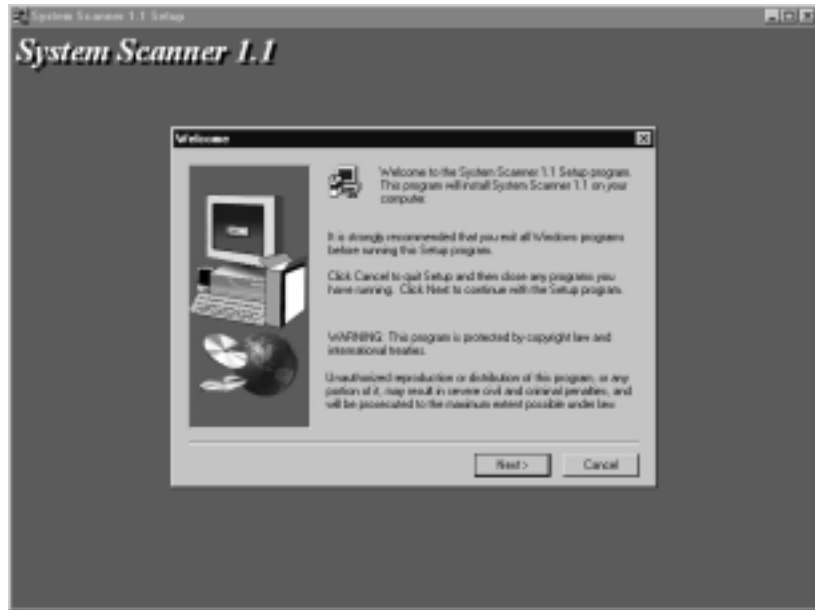 System Scanner 1.1 Setup
System Scanner 1.1
Welcome
Welcome to the System Scanner 1.1 Setup program.
This program will install System Scanner 1.1 on your
computer.
It is strongly recommended that you exit all Windows programs
before running this Setup program.
Click Cancel to quit Setup and then close any programs you
have running. Click Next to continue with the Setup program.
WARNING: This program is protected by copyright law and
international treaties.
Unauthorized reproduction or distribution of this program, or any
portion of it, may result in severe civil and criminal penalties, and
will be prosecuted to the maximum extent possible under law.
Next >
Cancel